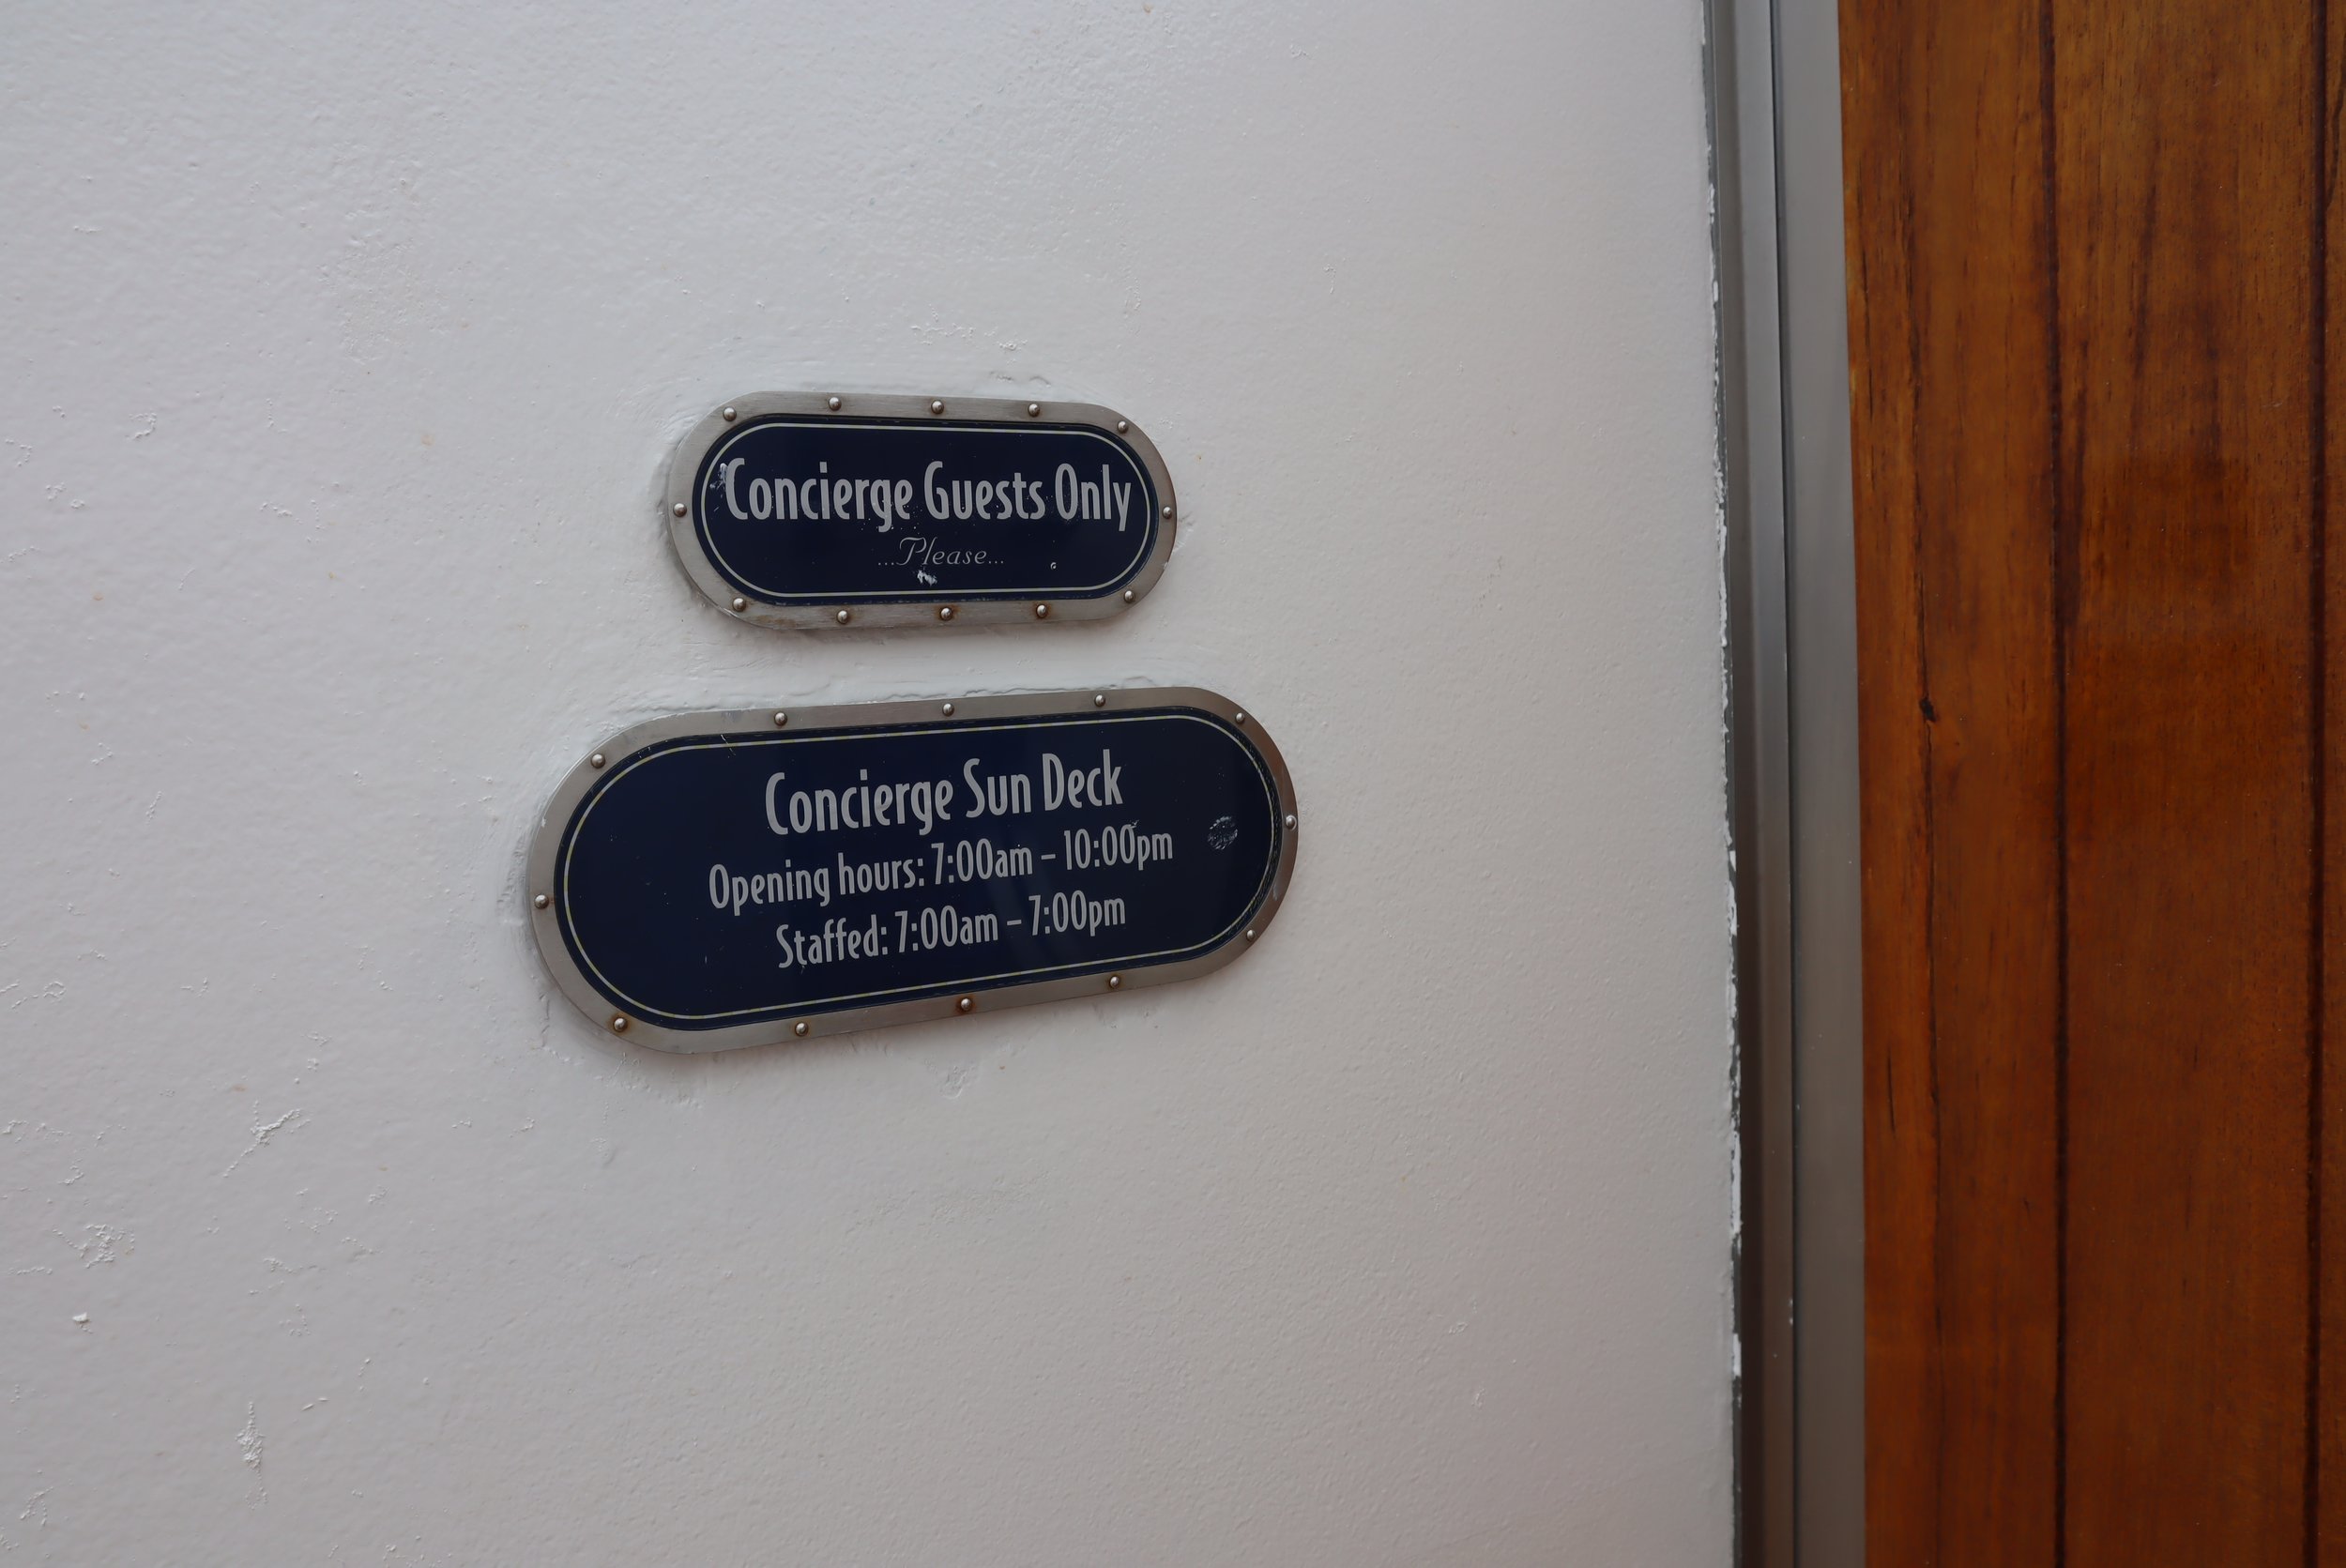 Concierge Guests Only
...Please...
Concierge Sun Deck
Opening hours: 7:00am – 10:00pm
Staffed: 7:00am – 7:00pm